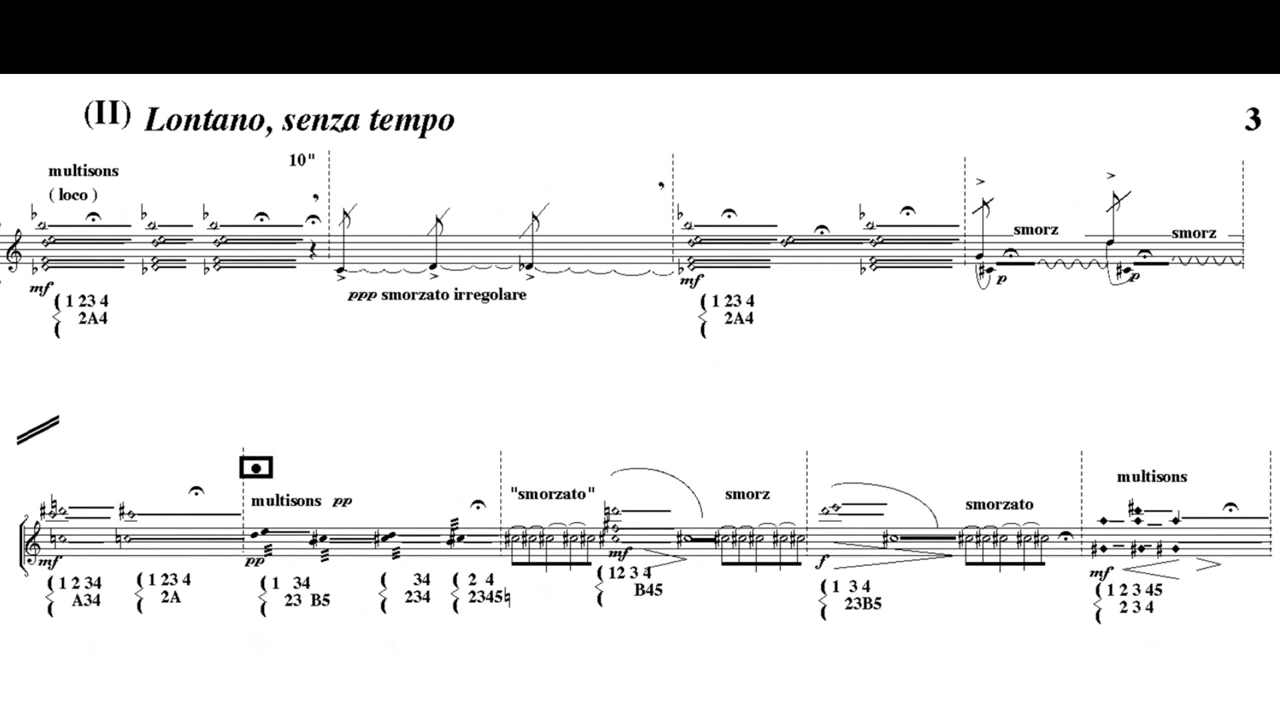 (II) Lontano, senza tempo 3
multisons 10"
( loco )
smorz smorz
mf ppp smorzato irregolare mf p p
( 1 23 4 ( 1 23 4
2A4 2A4
( (
multisons
multisons pp "smorzato" smorz smorzato
mf pp mf f mf
( 1 2 34 ( 1 23 4 ( 1 34 ( 34 ( 2 4 ( 12 3 4 ( 1 3 4 ( 1 2 3 45
A34 2A 23 B5 234 2345 B45 23B5 2 3 4
( ( ( ( ( ( ( (